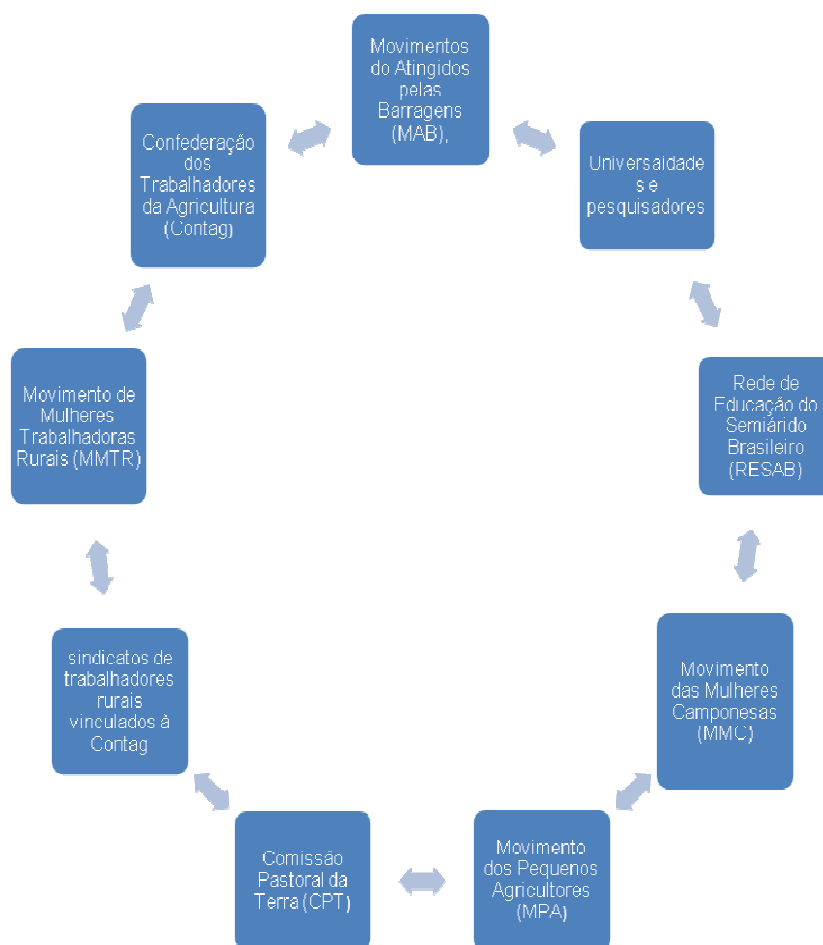 Movimentos
do Atingidos
pelas
Barragens
(MAB),
Universaidade
s e
pesquisadores
Rede de
Educação do
Semiárido
Brasileiro
(RESAB)
Movimento
das Mulheres
Camponesas
(MMC)
Movimento
dos Pequenos
Agricultores
(MPA)
Comissão
Pastoral da
Terra (CPT)
sindicatos de
trabalhadores
rurais
vinculados à
Contag
Movimento de
Mulheres
Trabalhadoras
Rurais (MMTR)
Confederação
dos
Trabalhadores
da Agricultura
(Contag)